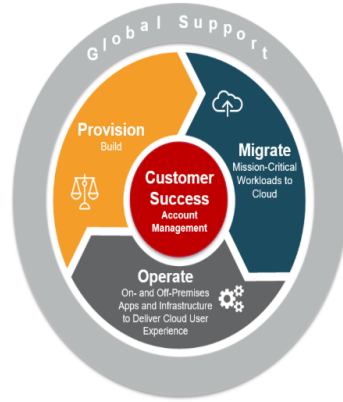 Global Support
Provision
Build
Migrate
Mission-Critical
Workloads to
Cloud
Customer
Success
Account
Management
Operate
On- and Off-Premises
Apps and Infrastructure
to Deliver Cloud User
Experience